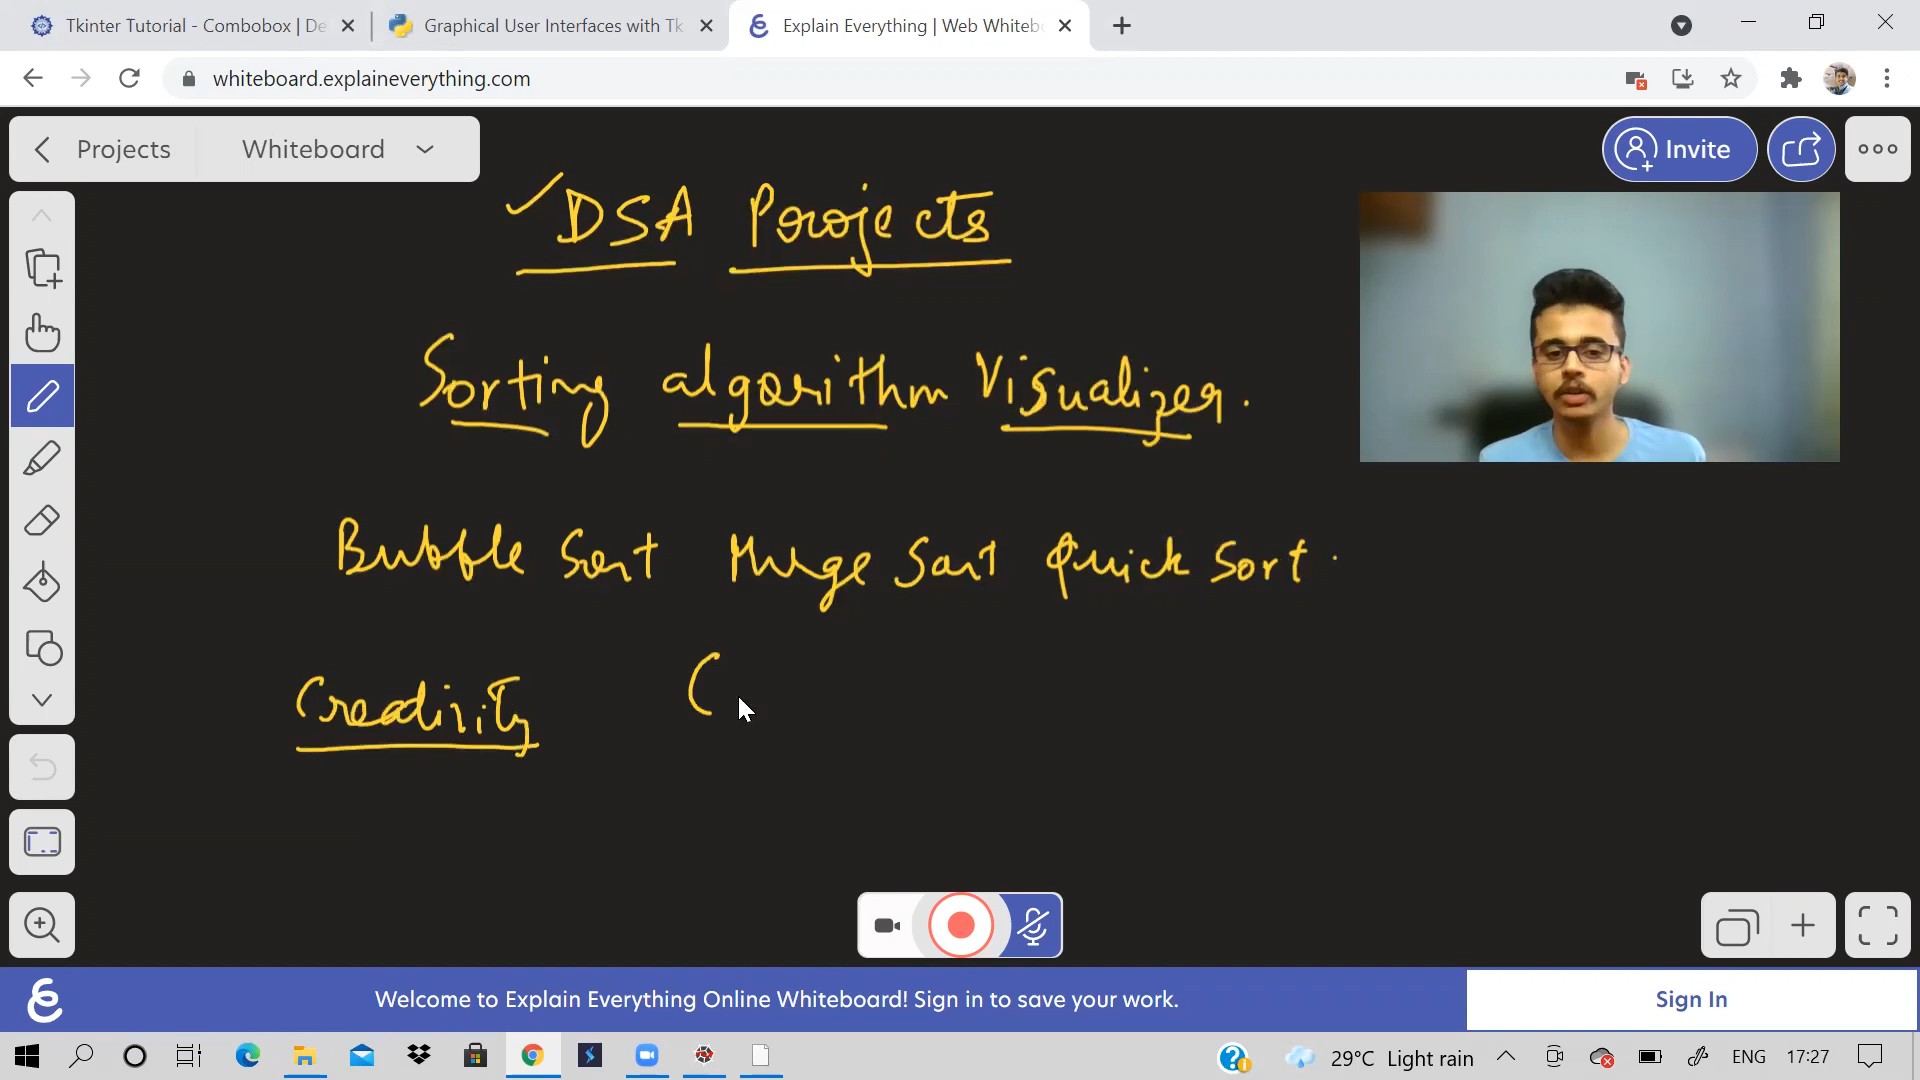 Tkinter Tutorial - Combobox | De
Graphical User Interfaces with Tk
Explain Everything | Web Whitebo
whiteboard.explaineverything.com
Projects
Whiteboard
Invite
✓DSA Projects
Sorting algorithm Visualizer.
Bubble Sort Merge Sort Quick Sort.
Creativity (
Welcome to Explain Everything Online Whiteboard! Sign in to save your work.
Sign In
29°C Light rain
ENG
17:27